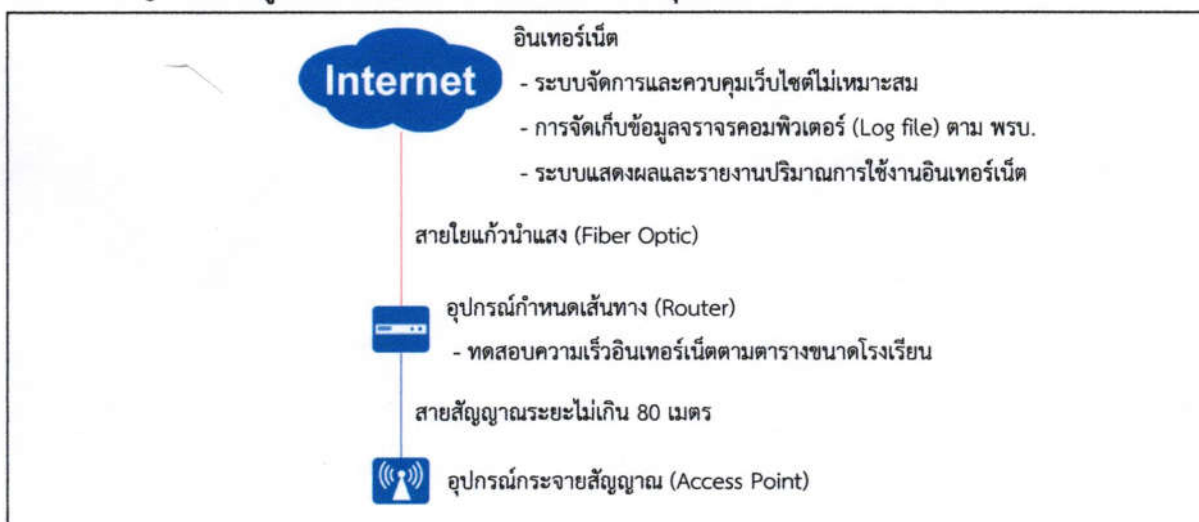 อินเทอร์เน็ต
Internet
- ระบบจัดการและควบคุมเว็บไซต์ไม่เหมาะสม
- การจัดเก็บข้อมูลจราจรคอมพิวเตอร์ (Log file) ตาม พรบ.
- ระบบแสดงผลและรายงานปริมาณการใช้งานอินเทอร์เน็ต
สายใยแก้วนำแสง (Fiber Optic)
อุปกรณ์กำหนดเส้นทาง (Router)
- ทดสอบความเร็วอินเทอร์เน็ตตามตารางขนาดโรงเรียน
สายสัญญาณระยะไม่เกิน 80 เมตร
อุปกรณ์กระจายสัญญาณ (Access Point)